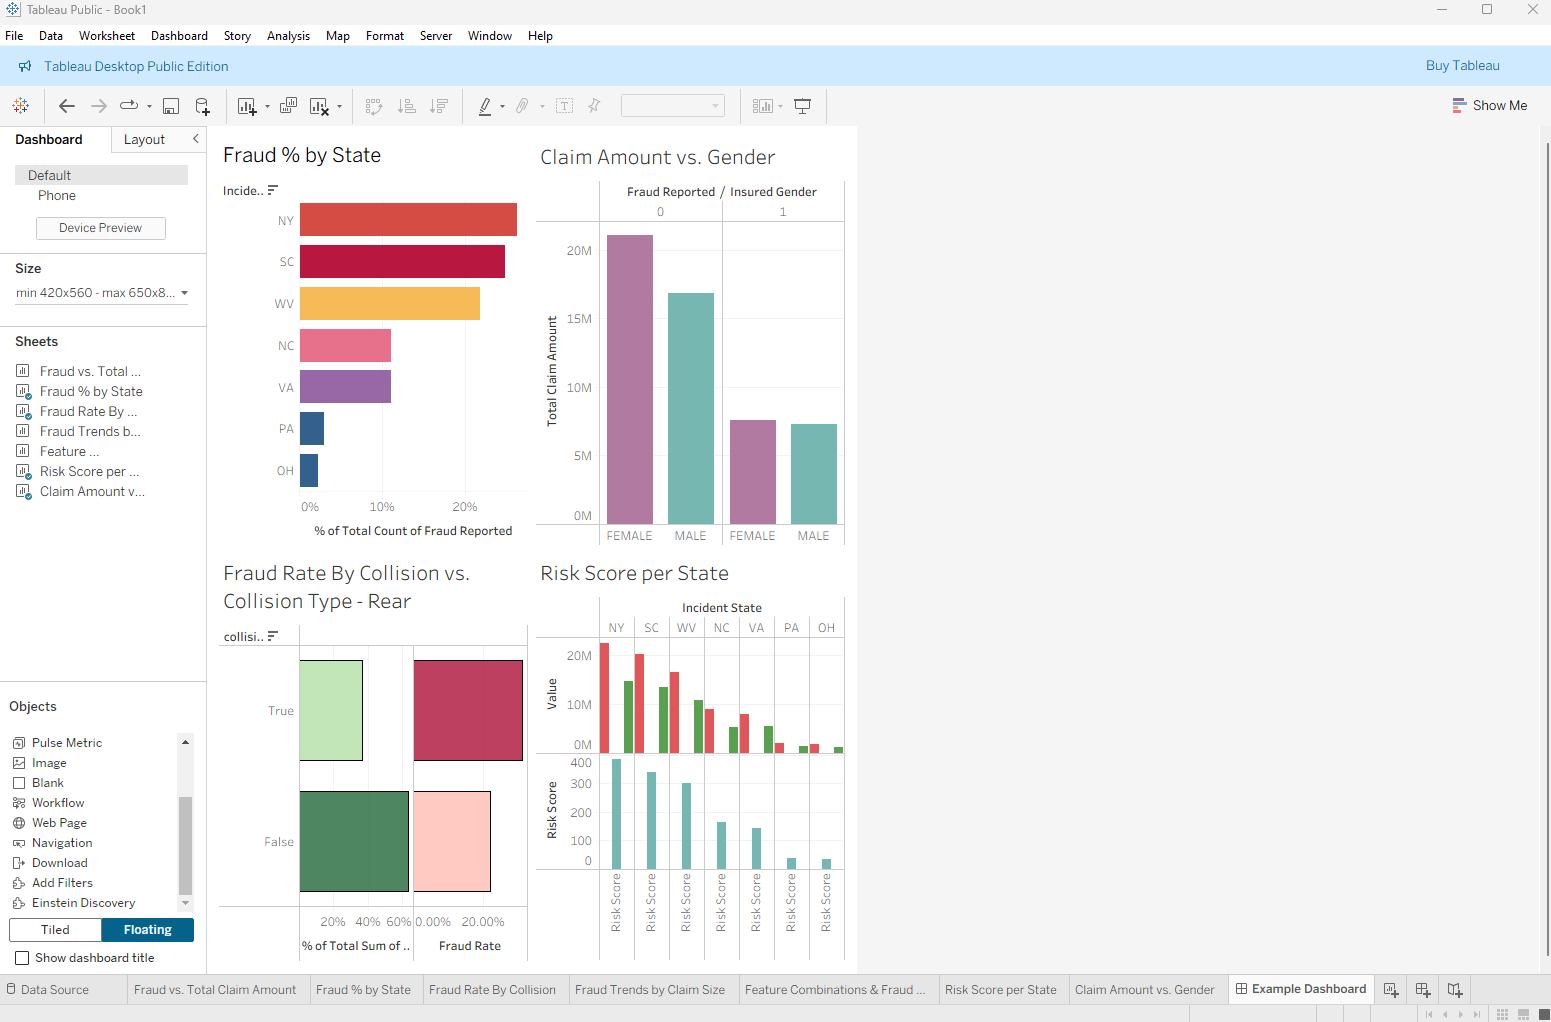 Tableau Public - Book1
File Data Worksheet Dashboard Story Analysis Map Format Server Window Help
Tableau Desktop Public Edition
Buy Tableau
Show Me
Dashboard
Layout
Default
Phone
Device Preview
Size
min 420x560 - max 650x8...
Sheets
Fraud vs. Total ...
Fraud % by State
Fraud Rate By ...
Fraud Trends b...
Feature ...
Risk Score per ...
Claim Amount v...
Objects
Pulse Metric
Image
Blank
Workflow
Web Page
Navigation
Download
Add Filters
Einstein Discovery
Tiled
Floating
Show dashboard title
Fraud % by State
Incide..
NY
SC
WV
NC
VA
PA
OH
0% 10% 20%
% of Total Count of Fraud Reported
Claim Amount vs. Gender
Fraud Reported / Insured Gender
0 1
Total Claim Amount
20M
15M
10M
5M
0M
FEMALE MALE FEMALE MALE
Fraud Rate By Collision vs.
Collision Type - Rear
collisi..
True
False
20% 40% 60% 0.00% 20.00%
% of Total Sum of .. Fraud Rate
Risk Score per State
Incident State
NY SC WV NC VA PA OH
Value
20M
10M
0M
Risk Score
400
300
200
100
0
Risk Score Risk Score Risk Score Risk Score Risk Score Risk Score Risk Score
Data Source Fraud vs. Total Claim Amount Fraud % by State Fraud Rate By Collision Fraud Trends by Claim Size Feature Combinations & Fraud ... Risk Score per State Claim Amount vs. Gender Example Dashboard